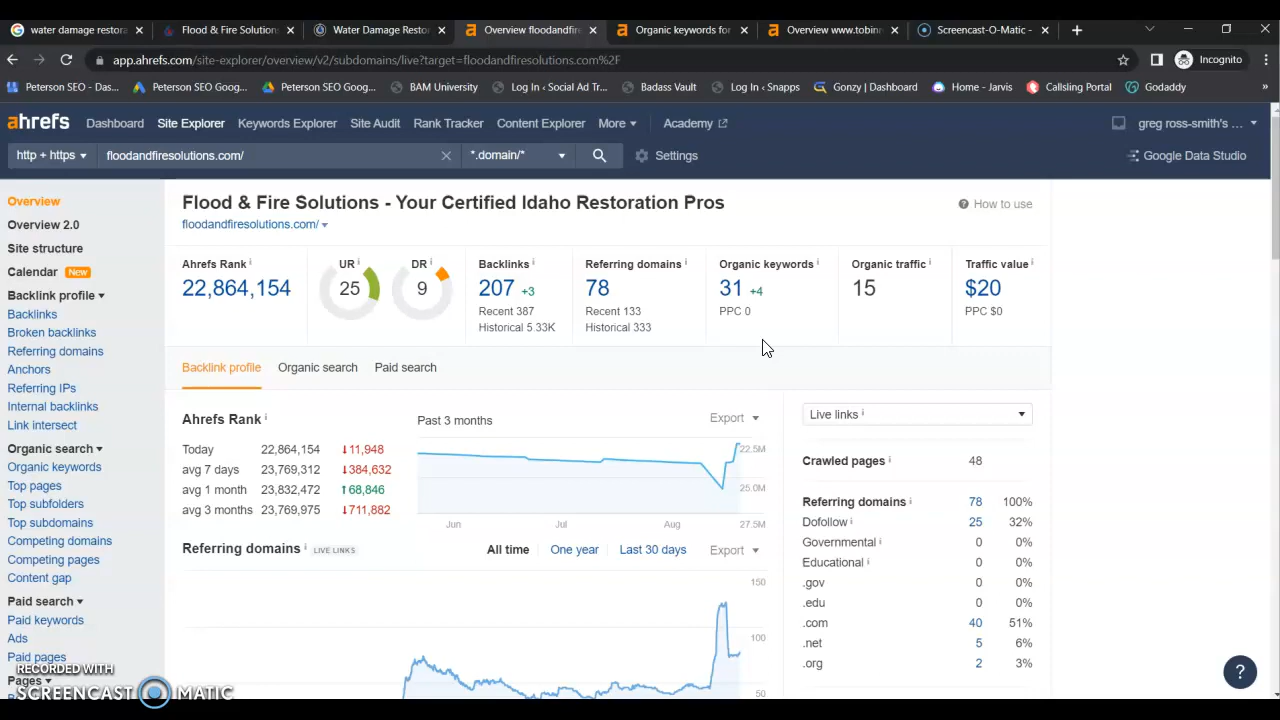 water damage restora
Flood & Fire Solution
Water Damage Resto
Overview floodandfire
Organic keywords for
Overview www.tobinr
Screencast-O-Matic -
app.ahrefs.com/site-explorer/overview/v2/subdomains/live?target=floodandfiresolutions.com%2F
Incognito
Peterson SEO - Das...
Peterson SEO Goog...
Peterson SEO Goog...
BAM University
Log In ‹ Social Ad Tr...
Badass Vault
Log In ‹ Snapps
Gonzy | Dashboard
Home - Jarvis
Callsling Portal
Godaddy
»
ahrefs
Dashboard
Site Explorer
Keywords Explorer
Site Audit
Rank Tracker
Content Explorer
More
Academy
greg ross-smith's ...
http + https
floodandfiresolutions.com/
*.domain/*
Settings
Google Data Studio
Overview
Overview 2.0
Site structure
Calendar New
Backlink profile
Backlinks
Broken backlinks
Referring domains
Anchors
Referring IPs
Internal backlinks
Link intersect
Organic search
Organic keywords
Top pages
Top subfolders
Top subdomains
Competing domains
Competing pages
Content gap
Paid search
Paid keywords
Ads
Paid pages
Pages
Flood & Fire Solutions - Your Certified Idaho Restoration Pros
How to use
floodandfiresolutions.com/
Ahrefs Rank
22,864,154
UR
25
DR
9
Backlinks
207 +3
Recent 387
Historical 5.33K
Referring domains
78
Recent 133
Historical 333
Organic keywords
31 +4
PPC 0
Organic traffic
15
Traffic value
$20
PPC $0
Backlink profile
Organic search
Paid search
Ahrefs Rank
Past 3 months
Export
Today 22,864,154 ↓11,948
avg 7 days 23,769,312 ↓384,632
avg 1 month 23,832,472 ↑68,846
avg 3 months 23,769,975 ↓711,882
22.5M
25.0M
27.5M
Jun Jul Aug
Referring domains LIVE LINKS
All time
One year
Last 30 days
Export
150
100
50
Live links
Crawled pages 48
Referring domains 78 100%
Dofollow 25 32%
Governmental 0 0%
Educational 0 0%
.gov 0 0%
.edu 0 0%
.com 40 51%
.net 5 6%
.org 2 3%
?
RECORDED WITH
SCREENCAST MATIC